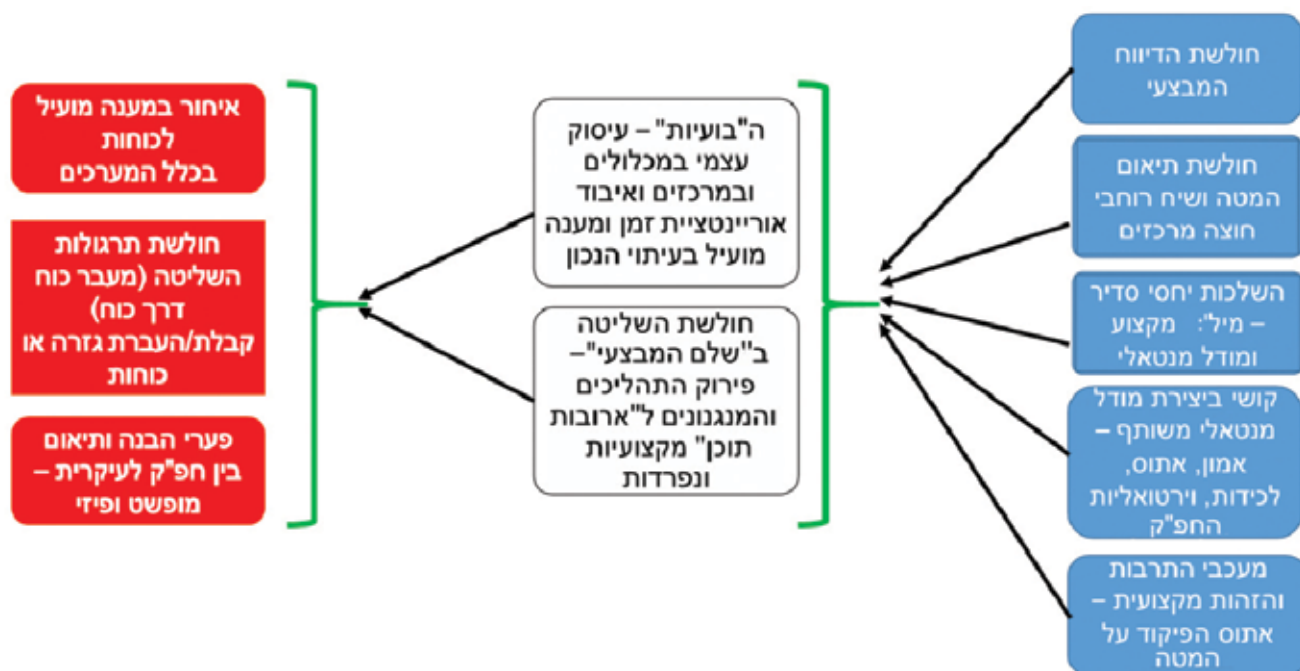 חולשת הדיווח
המבצעי
חולשת תיאום
המטה ושיח רוחבי
חוצה מרכזים
השלכות יחסי סדיר
– מיל': מקצוע
ומודל מנטאלי
קושי ביצירת מודל
מנטאלי משותף –
אמון, אתוס,
לכידות, וירטואליות
החפ"ק
מעכבי התרבות
והזהות מקצועית –
אתוס הפיקוד על
המטה
ה"בועיות" – עיסוק
עצמי במכלולים
ובמרכזים ואיבוד
אוריינטציית זמן ומענה
מועיל בעיתוי הנכון
חולשת השליטה
ב"שלם המבצעי"–
פירוק התהליכים
והמנגנונים ל"ארובות
תוכן" מקצועיות
ונפרדות
איחור במענה מועיל
לכוחות
בכלל המערכים
חולשת תרגולות
השליטה (מעבר כוח
דרך כוח)
קבלת/העברת גזרה או
כוחות
פערי הבנה ותיאום
בין חפ"ק לעיקרית –
מופשט ופיזי